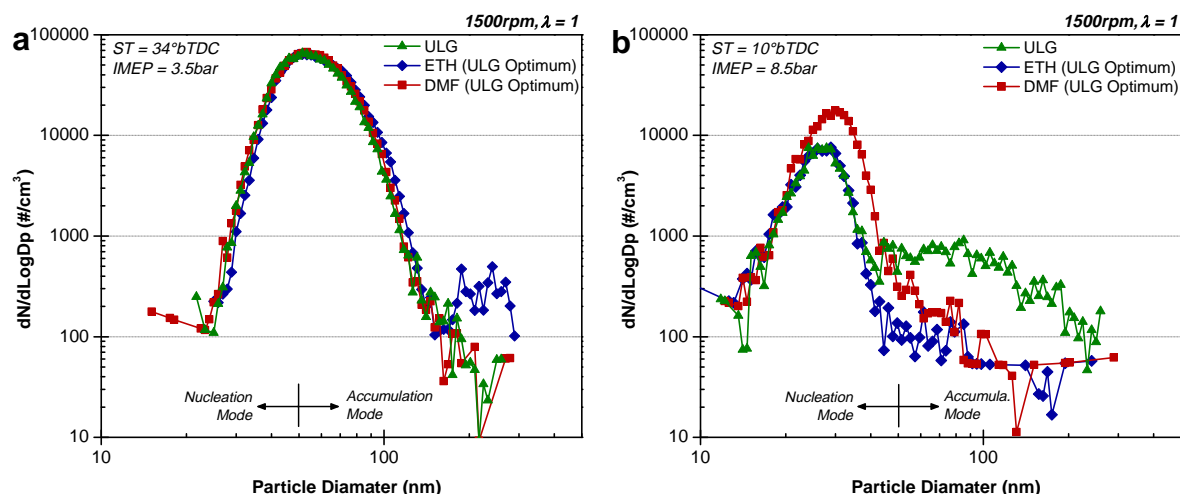 1500rpm, λ = 1
a
ST = 34°bTDC
IMEP = 3.5bar
ULG
ETH (ULG Optimum)
DMF (ULG Optimum)
dN/dLogDp (#/cm³)
100000
10000
1000
100
10
Nucleation
Mode
Accumulation
Mode
10
100
Particle Diamater (nm)
1500rpm, λ = 1
b
ST = 10°bTDC
IMEP = 8.5bar
ULG
ETH (ULG Optimum)
DMF (ULG Optimum)
dN/dLogDp (#/cm³)
100000
10000
1000
100
10
Nucleation
Mode
Accumula.
Mode
10
100
Particle Diamater (nm)